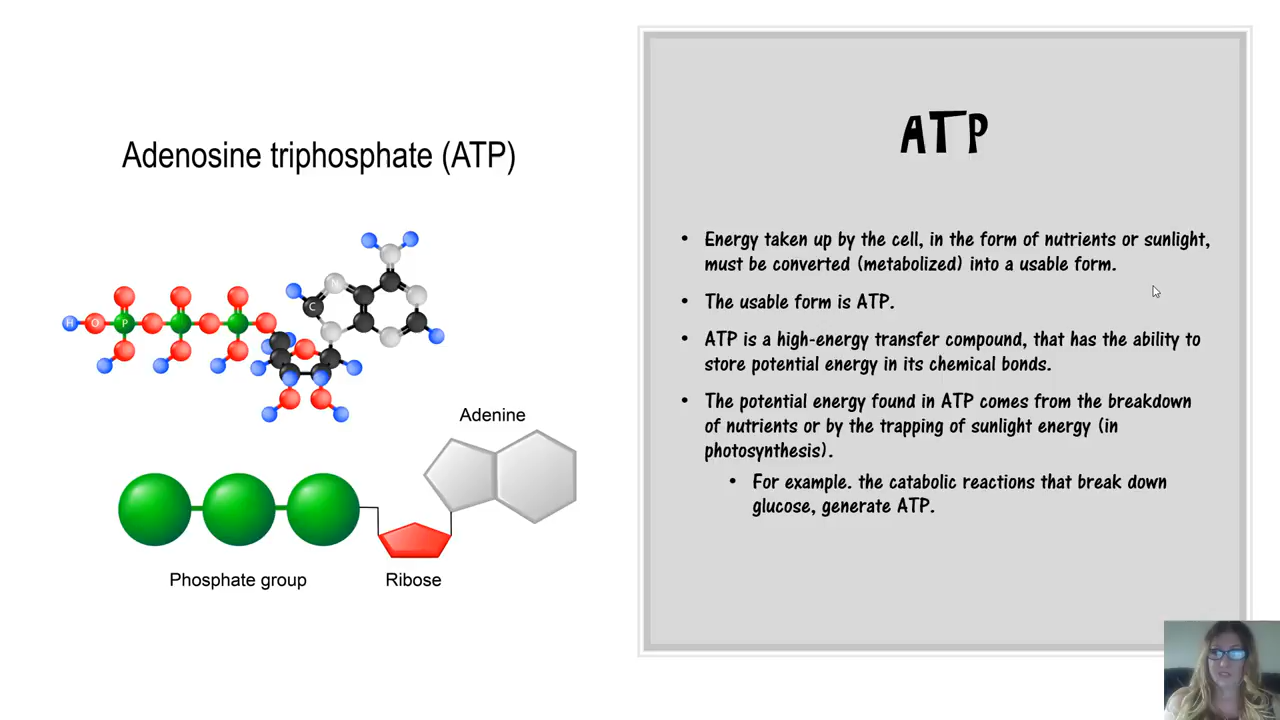 Adenosine triphosphate (ATP)
H O P
N
C
Adenine
Phosphate group
Ribose
ATP
• Energy taken up by the cell, in the form of nutrients or sunlight,
must be converted (metabolized) into a usable form.
• The usable form is ATP.
• ATP is a high-energy transfer compound, that has the ability to
store potential energy in its chemical bonds.
• The potential energy found in ATP comes from the breakdown
of nutrients or by the trapping of sunlight energy (in
photosynthesis).
• For example. the catabolic reactions that break down
glucose, generate ATP.